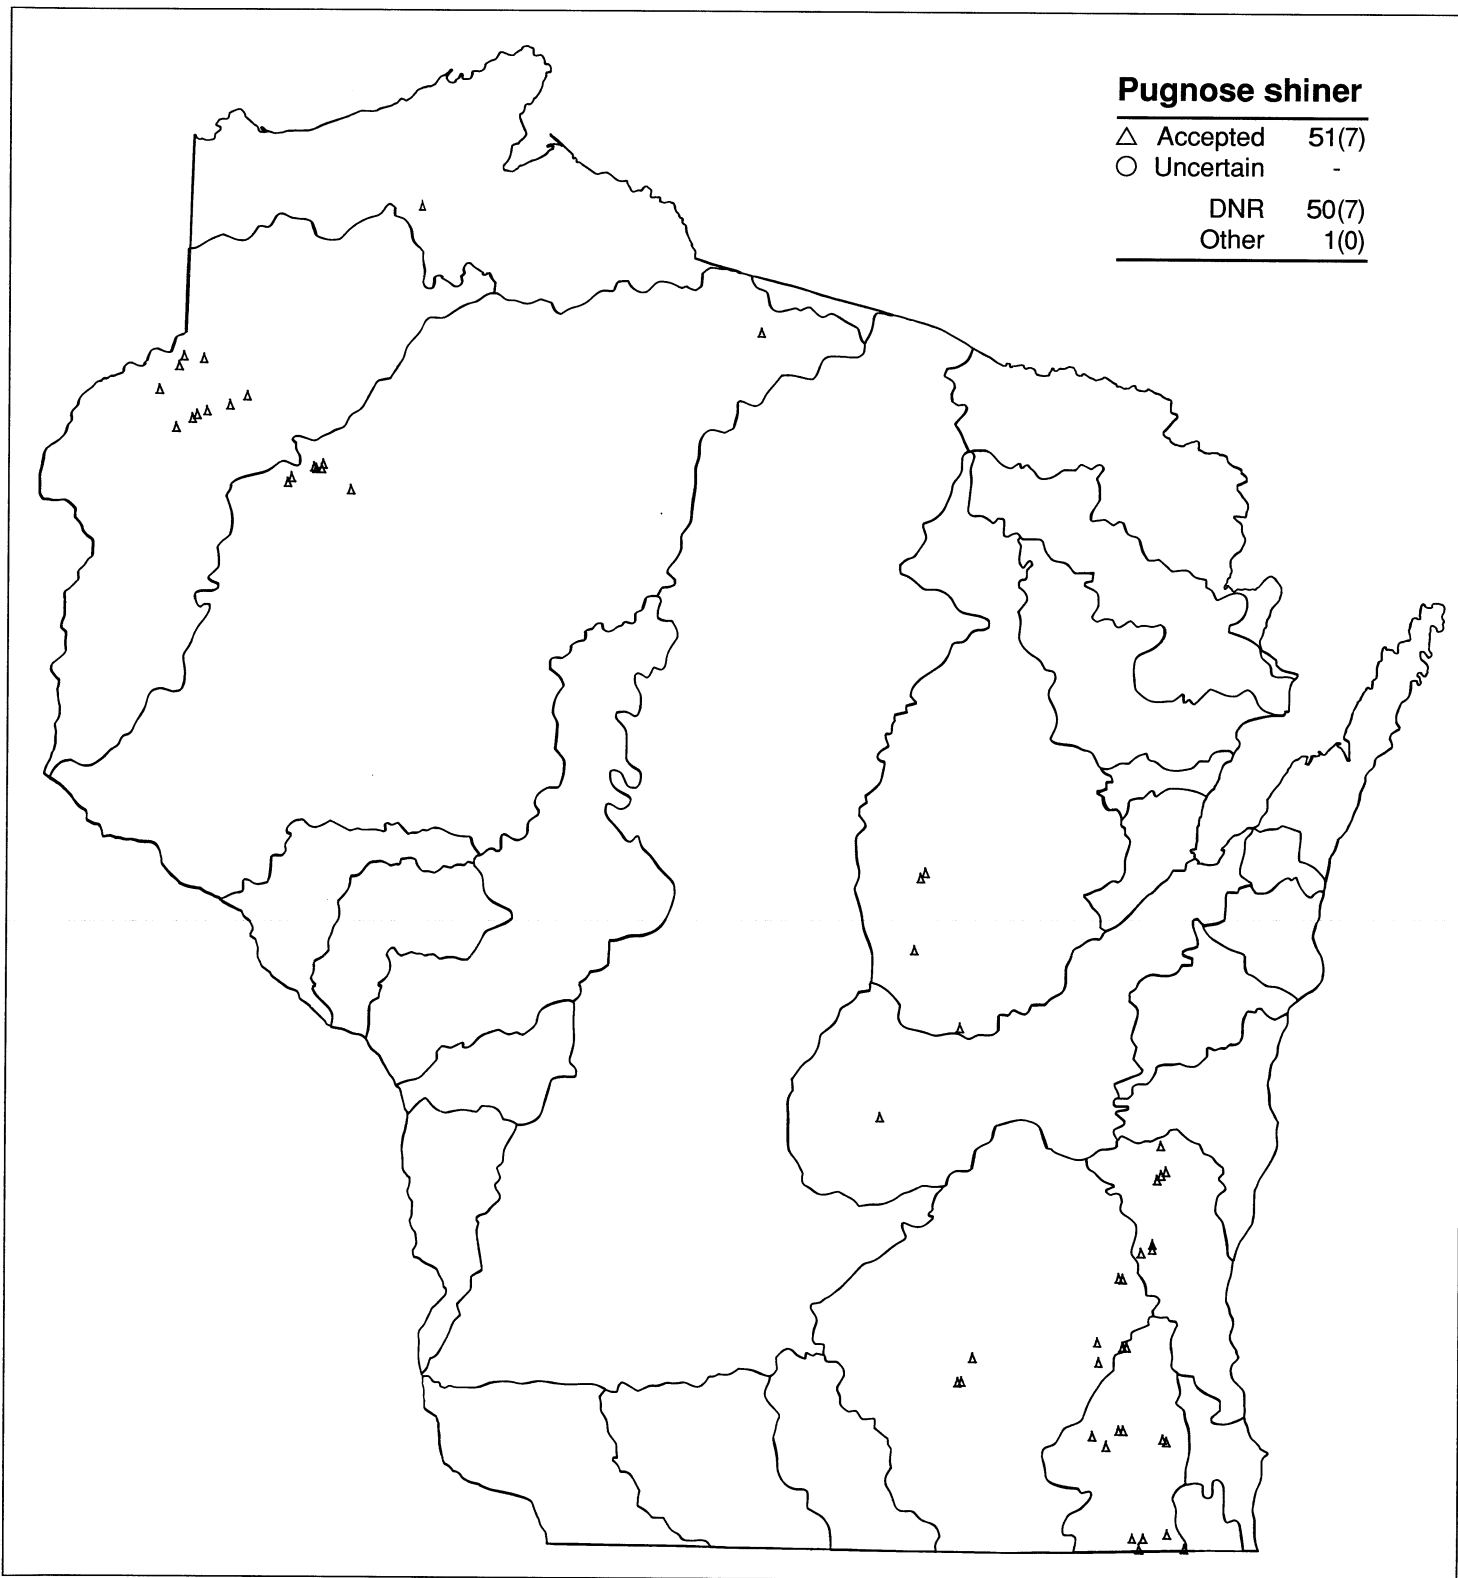 Pugnose shiner
△ Accepted 51(7)
○ Uncertain -
DNR 50(7)
Other 1(0)